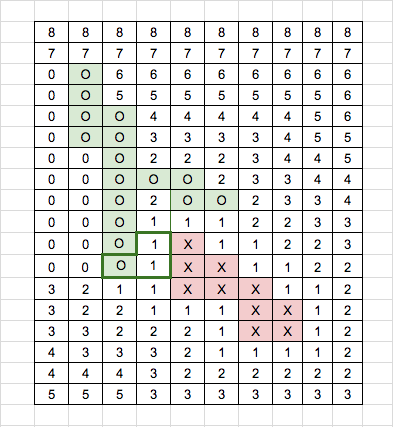 8 8 8 8 8 8 8 8 8 8
7 7 7 7 7 7 7 7 7 7
0 O 6 6 6 6 6 6 6 6
0 O 5 5 5 5 5 5 5 6
0 O O 4 4 4 4 4 5 6
0 O O 3 3 3 3 4 5 5
0 0 O 2 2 2 3 4 4 5
0 0 O O O 2 3 3 4 4
0 0 O 2 O O 2 3 3 4
0 0 O 1 1 1 2 2 3 3
0 0 O 1 X 1 1 2 2 3
0 0 O 1 X X 1 1 2 2
3 2 1 1 X X X 1 1 2
3 2 2 1 1 1 X X 1 2
3 3 2 2 2 1 X X 1 2
4 3 3 3 2 1 1 1 1 2
4 4 4 3 3 2 2 2 2 2
5 5 5 3 3 3 3 3 3 3